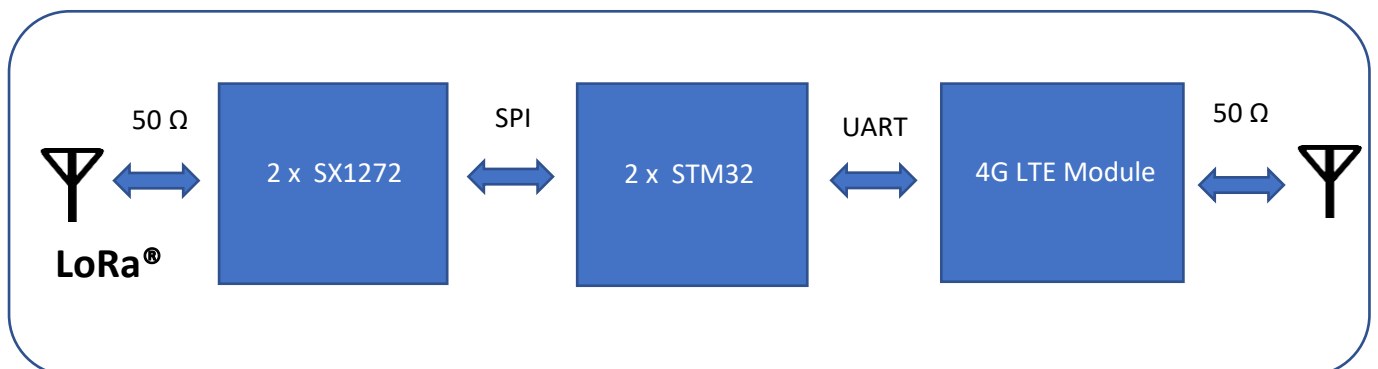 50 Ω
LoRa®
2 x  SX1272
SPI
2 x  STM32
UART
4G LTE Module
50 Ω